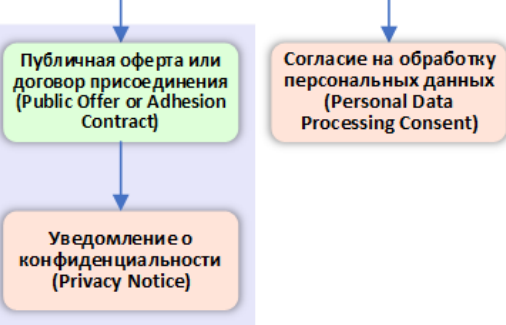 Публичная оферта или
договор присоединения
(Public Offer or Adhesion
Contract)
Согласие на обработку
персональных данных
(Personal Data
Processing Consent)
Уведомление о
конфиденциальности
(Privacy Notice)